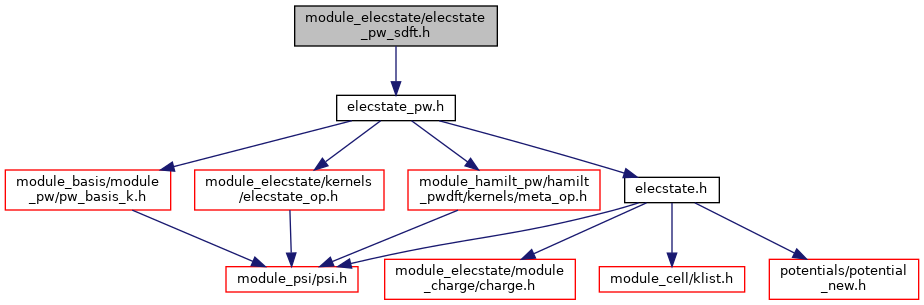 module_elecstate/elecstate
_pw_sdft.h
elecstate_pw.h
module_basis/module
_pw/pw_basis_k.h
module_elecstate/kernels
/elecstate_op.h
module_hamilt_pw/hamilt
_pwdft/kernels/meta_op.h
elecstate.h
module_psi/psi.h
module_elecstate/module
_charge/charge.h
module_cell/klist.h
potentials/potential
_new.h